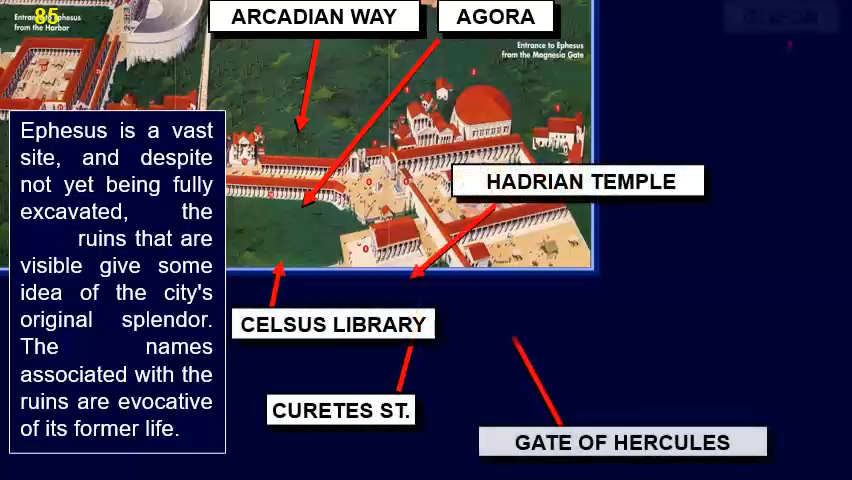 85
Entrance to Ephesus
from the Harbor
ARCADIAN WAY
AGORA
Entrance to Ephesus
from the Magnesia Gate
Ephesus is a vast
site, and despite
not yet being fully
excavated, the
ruins that are
visible give some
idea of the city's
original splendor.
The names
associated with the
ruins are evocative
of its former life.
HADRIAN TEMPLE
CELSUS LIBRARY
CURETES ST.
GATE OF HERCULES